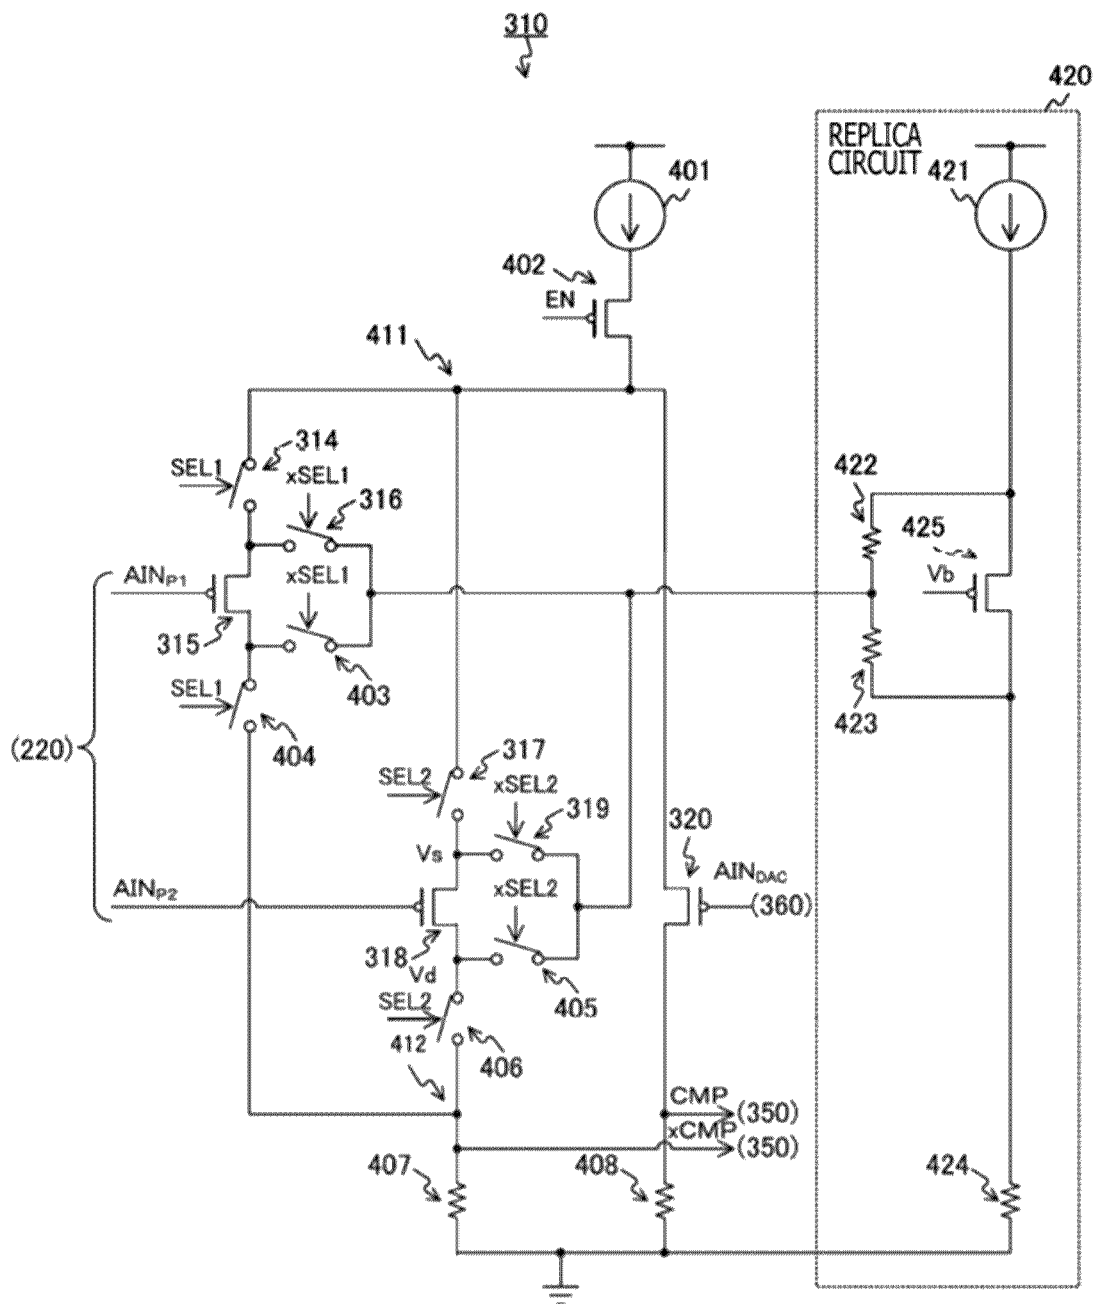 310
420
REPLICA
CIRCUIT
421
401
402
EN
411
314
SEL1
xSEL1
316
422
425
AINP1
xSEL1
Vb
315
SEL1
403
423
(220)
404
317
SEL2
xSEL2
319
320
Vs
AINDAC
AINP2
xSEL2
(360)
318
Vd
SEL2
405
412
406
CMP
(350)
xCMP
(350)
407
408
424